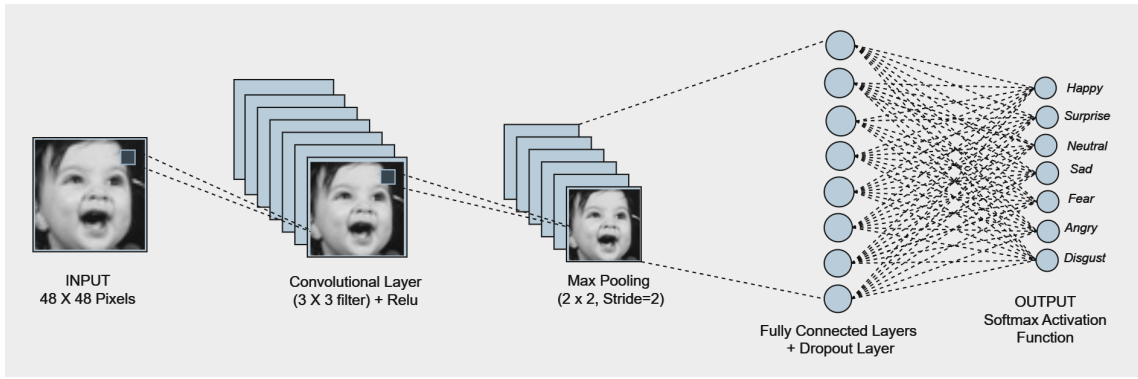 INPUT
48 X 48 Pixels
Convolutional Layer
(3 X 3 filter) + Relu
Max Pooling
(2 x 2, Stride=2)
Fully Connected Layers
+ Dropout Layer
Happy
Surprise
Neutral
Sad
Fear
Angry
Disgust
OUTPUT
Softmax Activation
Function